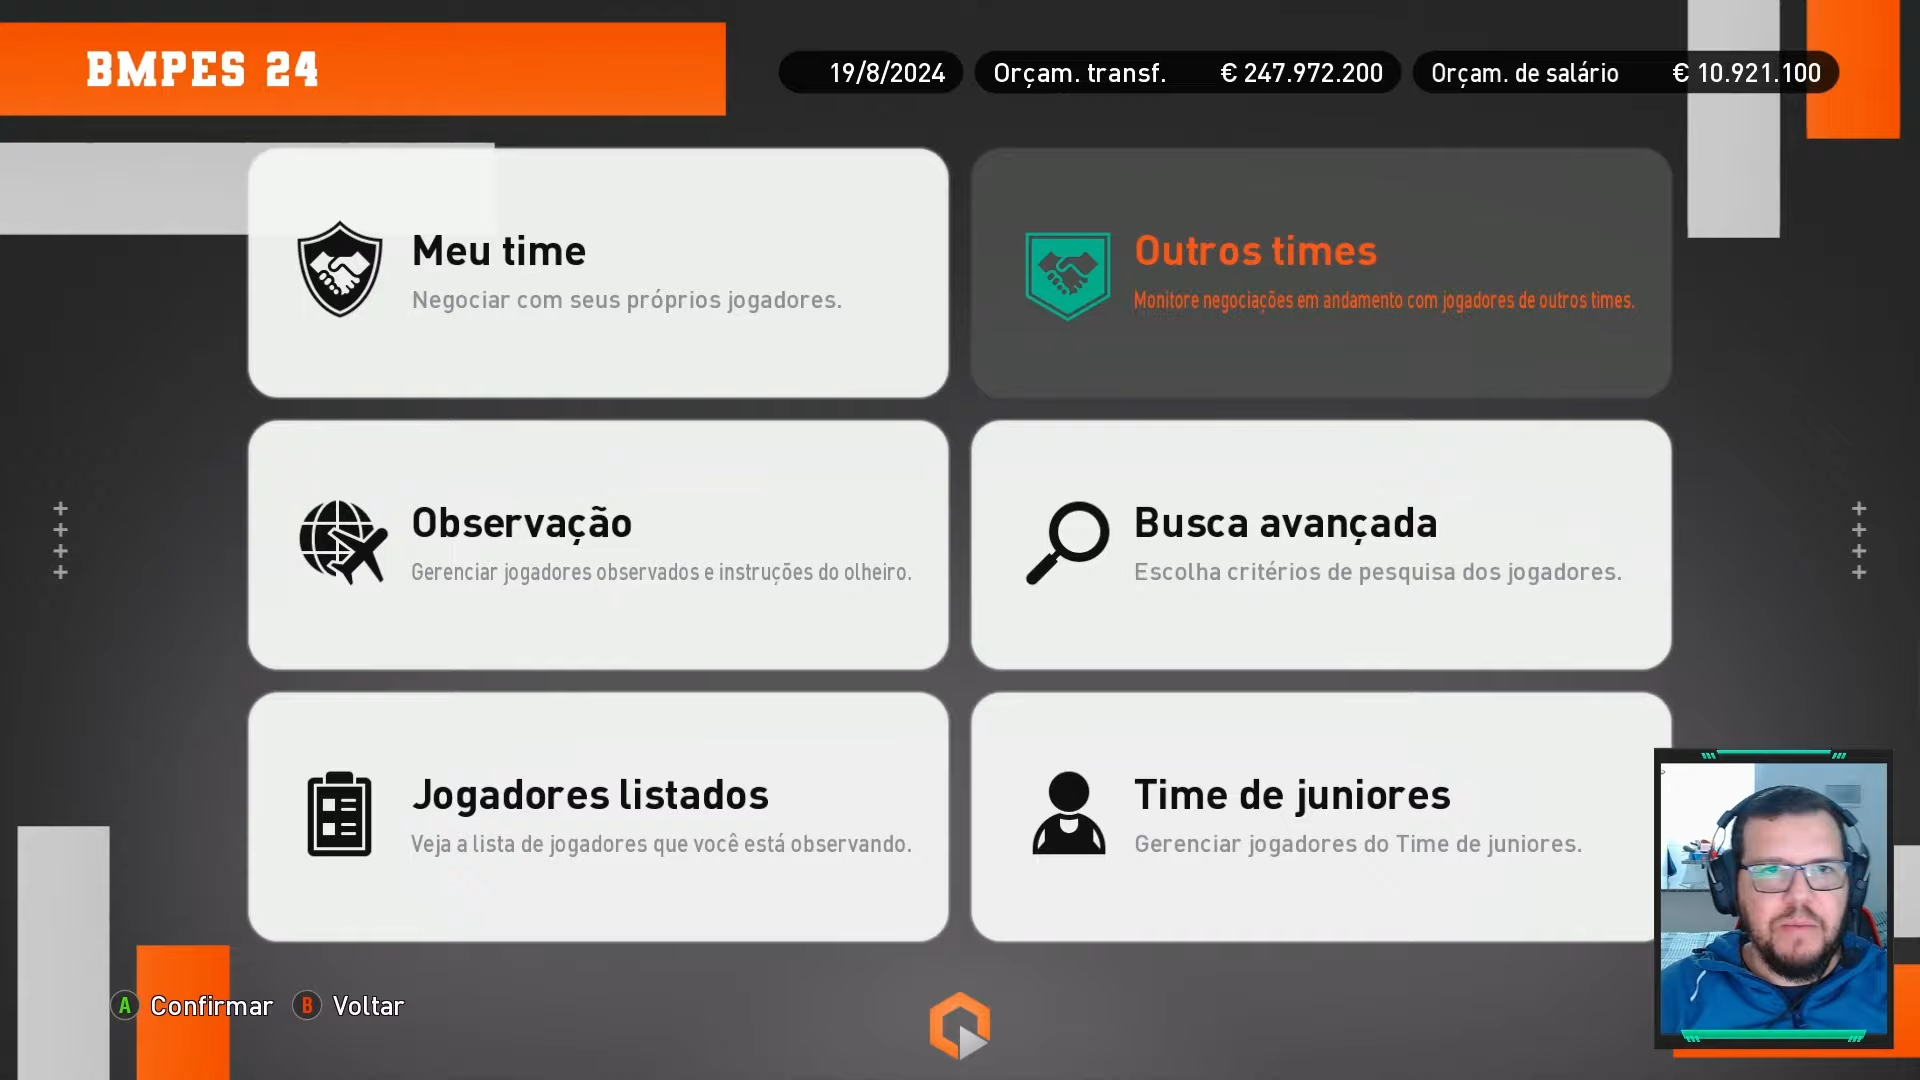 BMPES 24
19/8/2024
Orçam. transf. € 247.972.200
Orçam. de salário € 10.921.100
Meu time
Negociar com seus próprios jogadores.
Outros times
Monitore negociações em andamento com jogadores de outros times.
Observação
Gerenciar jogadores observados e instruções do olheiro.
Busca avançada
Escolha critérios de pesquisa dos jogadores.
Jogadores listados
Veja a lista de jogadores que você está observando.
Time de juniores
Gerenciar jogadores do Time de juniores.
A Confirmar B Voltar